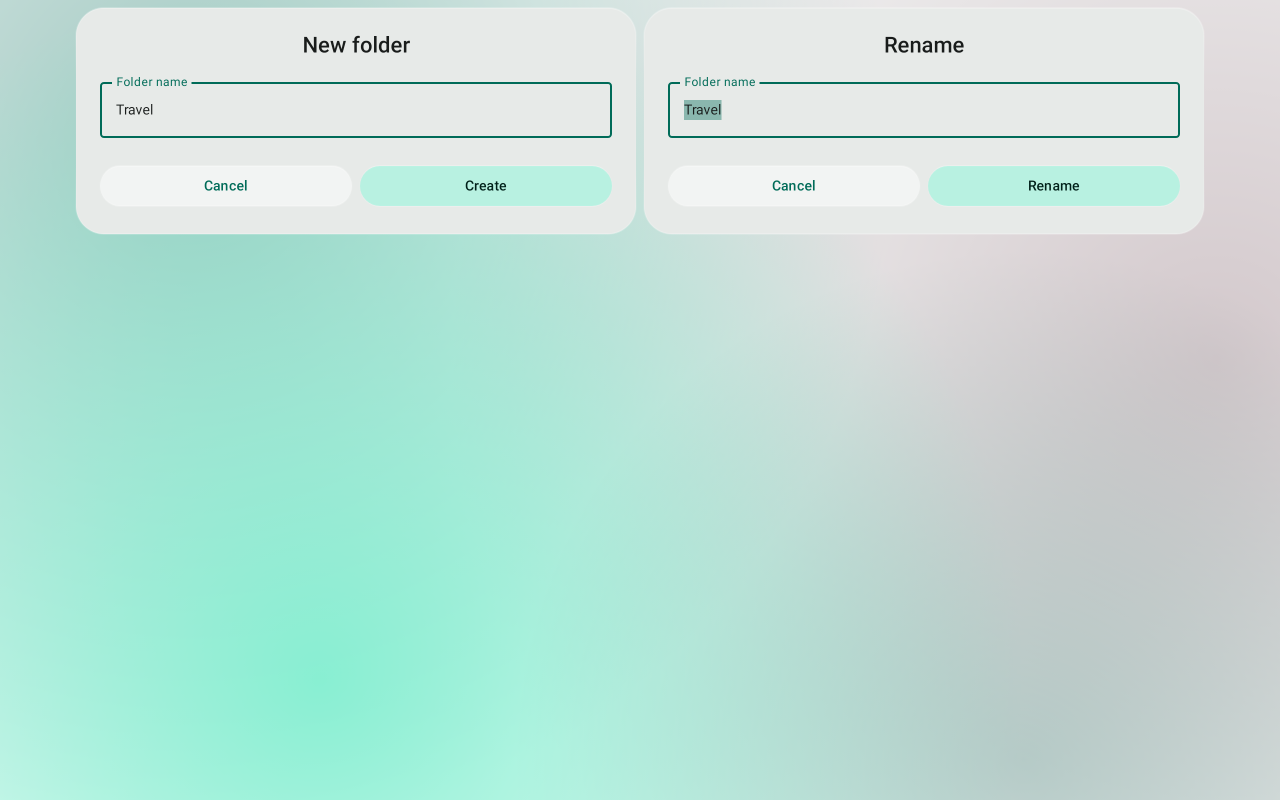 New folder
Folder name
Travel
Cancel
Create
Rename
Folder name
Travel
Cancel
Rename